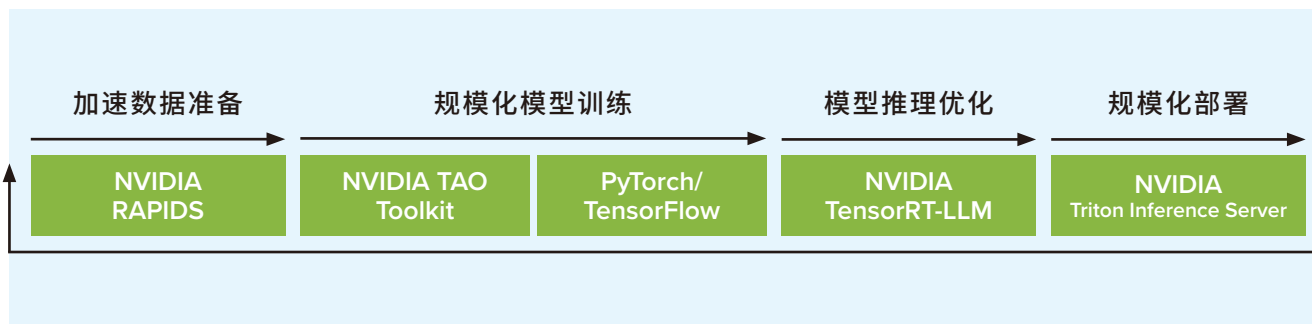 加速数据准备
规模化模型训练
模型推理优化
规模化部署
NVIDIA
RAPIDS
NVIDIA TAO
Toolkit
PyTorch/
TensorFlow
NVIDIA
TensorRT-LLM
NVIDIA
Triton Inference Server